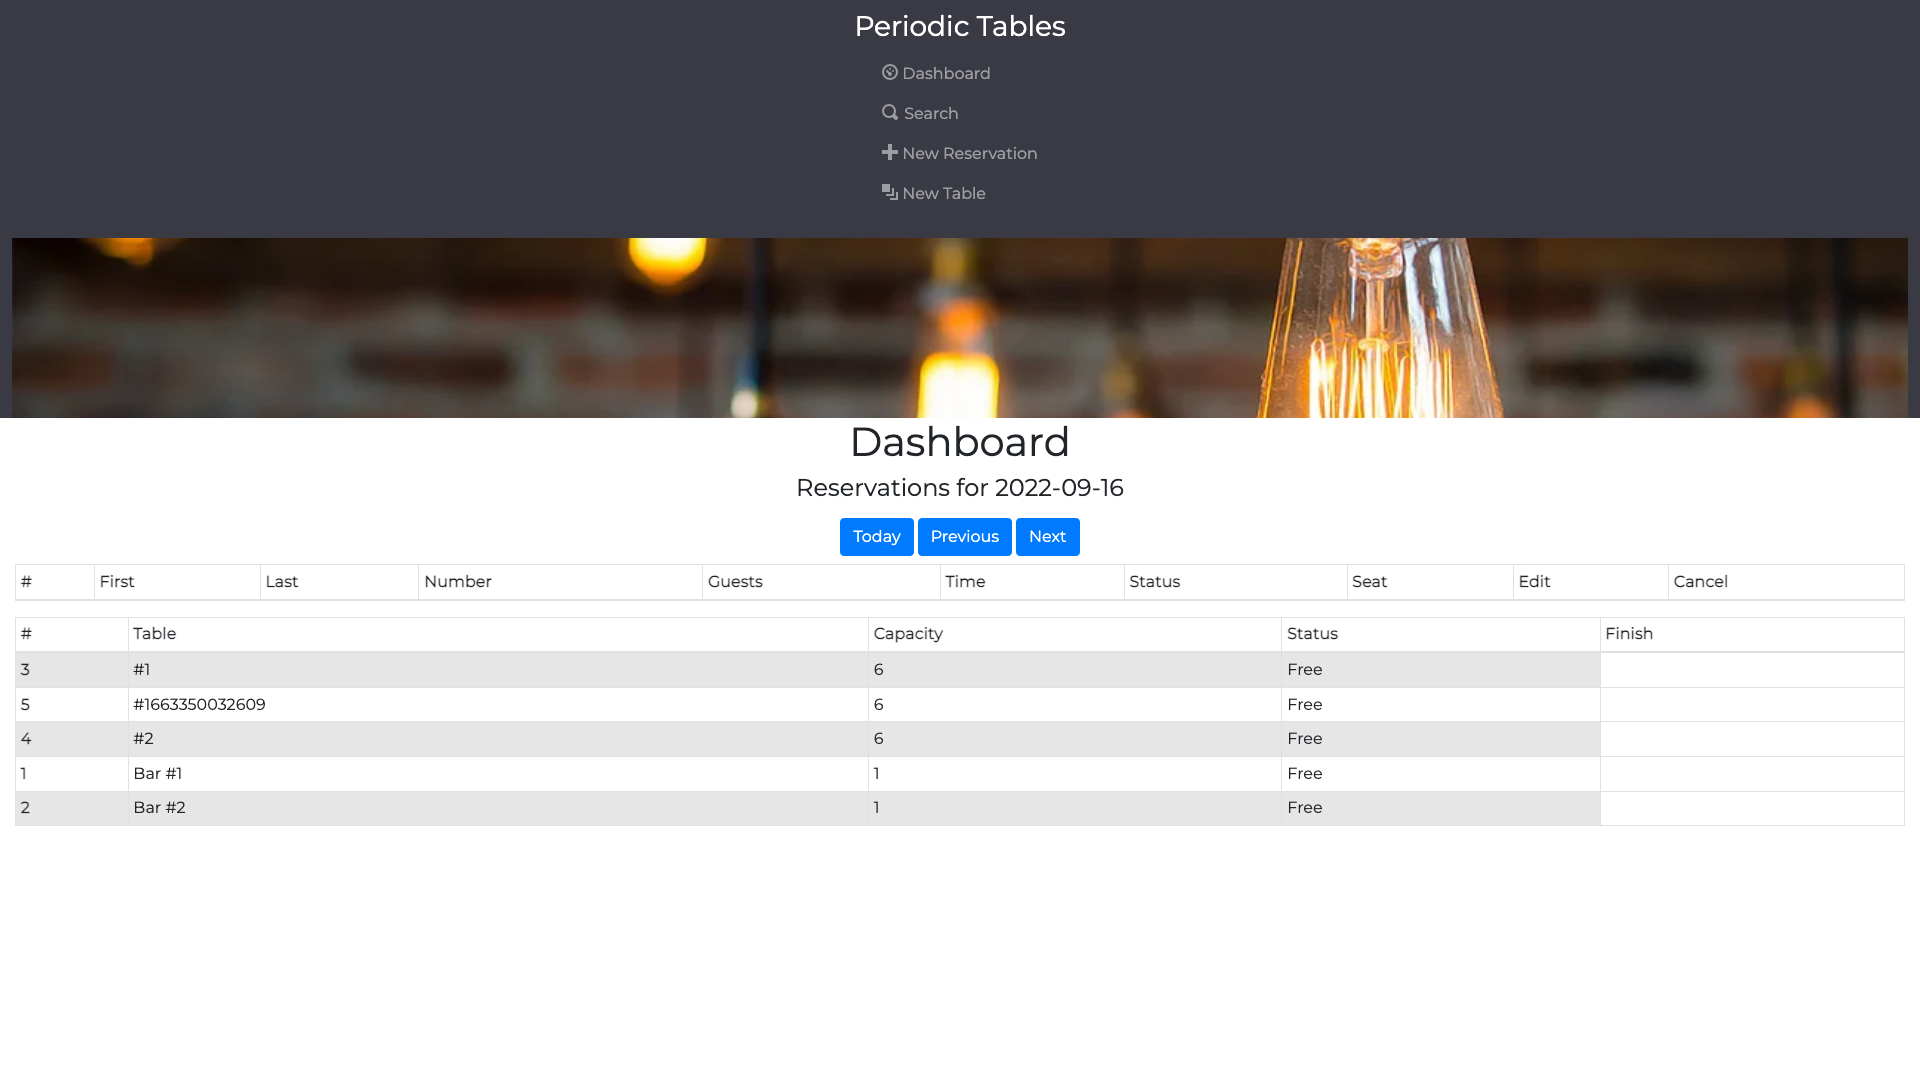 Periodic Tables
Dashboard
Search
New Reservation
New Table
Dashboard
Reservations for 2022-09-16
Today Previous Next
# First Last Number Guests Time Status Seat Edit Cancel
# Table Capacity Status Finish
3 #1 6 Free
5 #1663350032609 6 Free
4 #2 6 Free
1 Bar #1 1 Free
2 Bar #2 1 Free